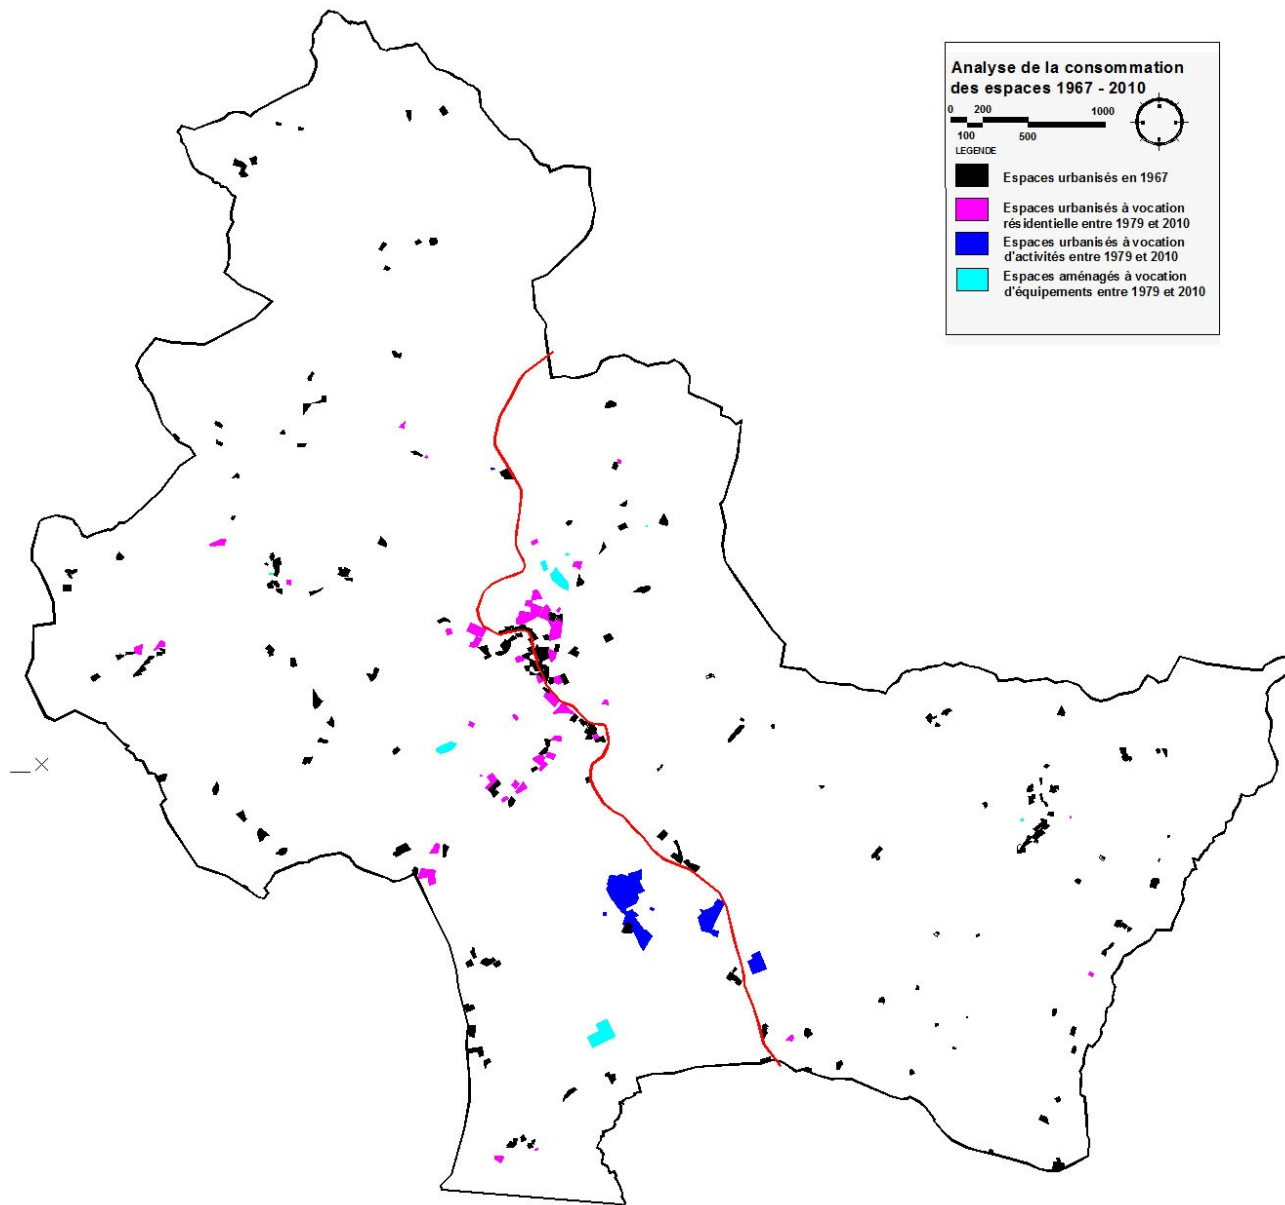 Analyse de la consommation
des espaces 1967 - 2010
0 200 1000
100 500
LEGENDE
Espaces urbanisés en 1967
Espaces urbanisés à vocation
résidentielle entre 1979 et 2010
Espaces urbanisés à vocation
d'activités entre 1979 et 2010
Espaces aménagés à vocation
d'équipements entre 1979 et 2010